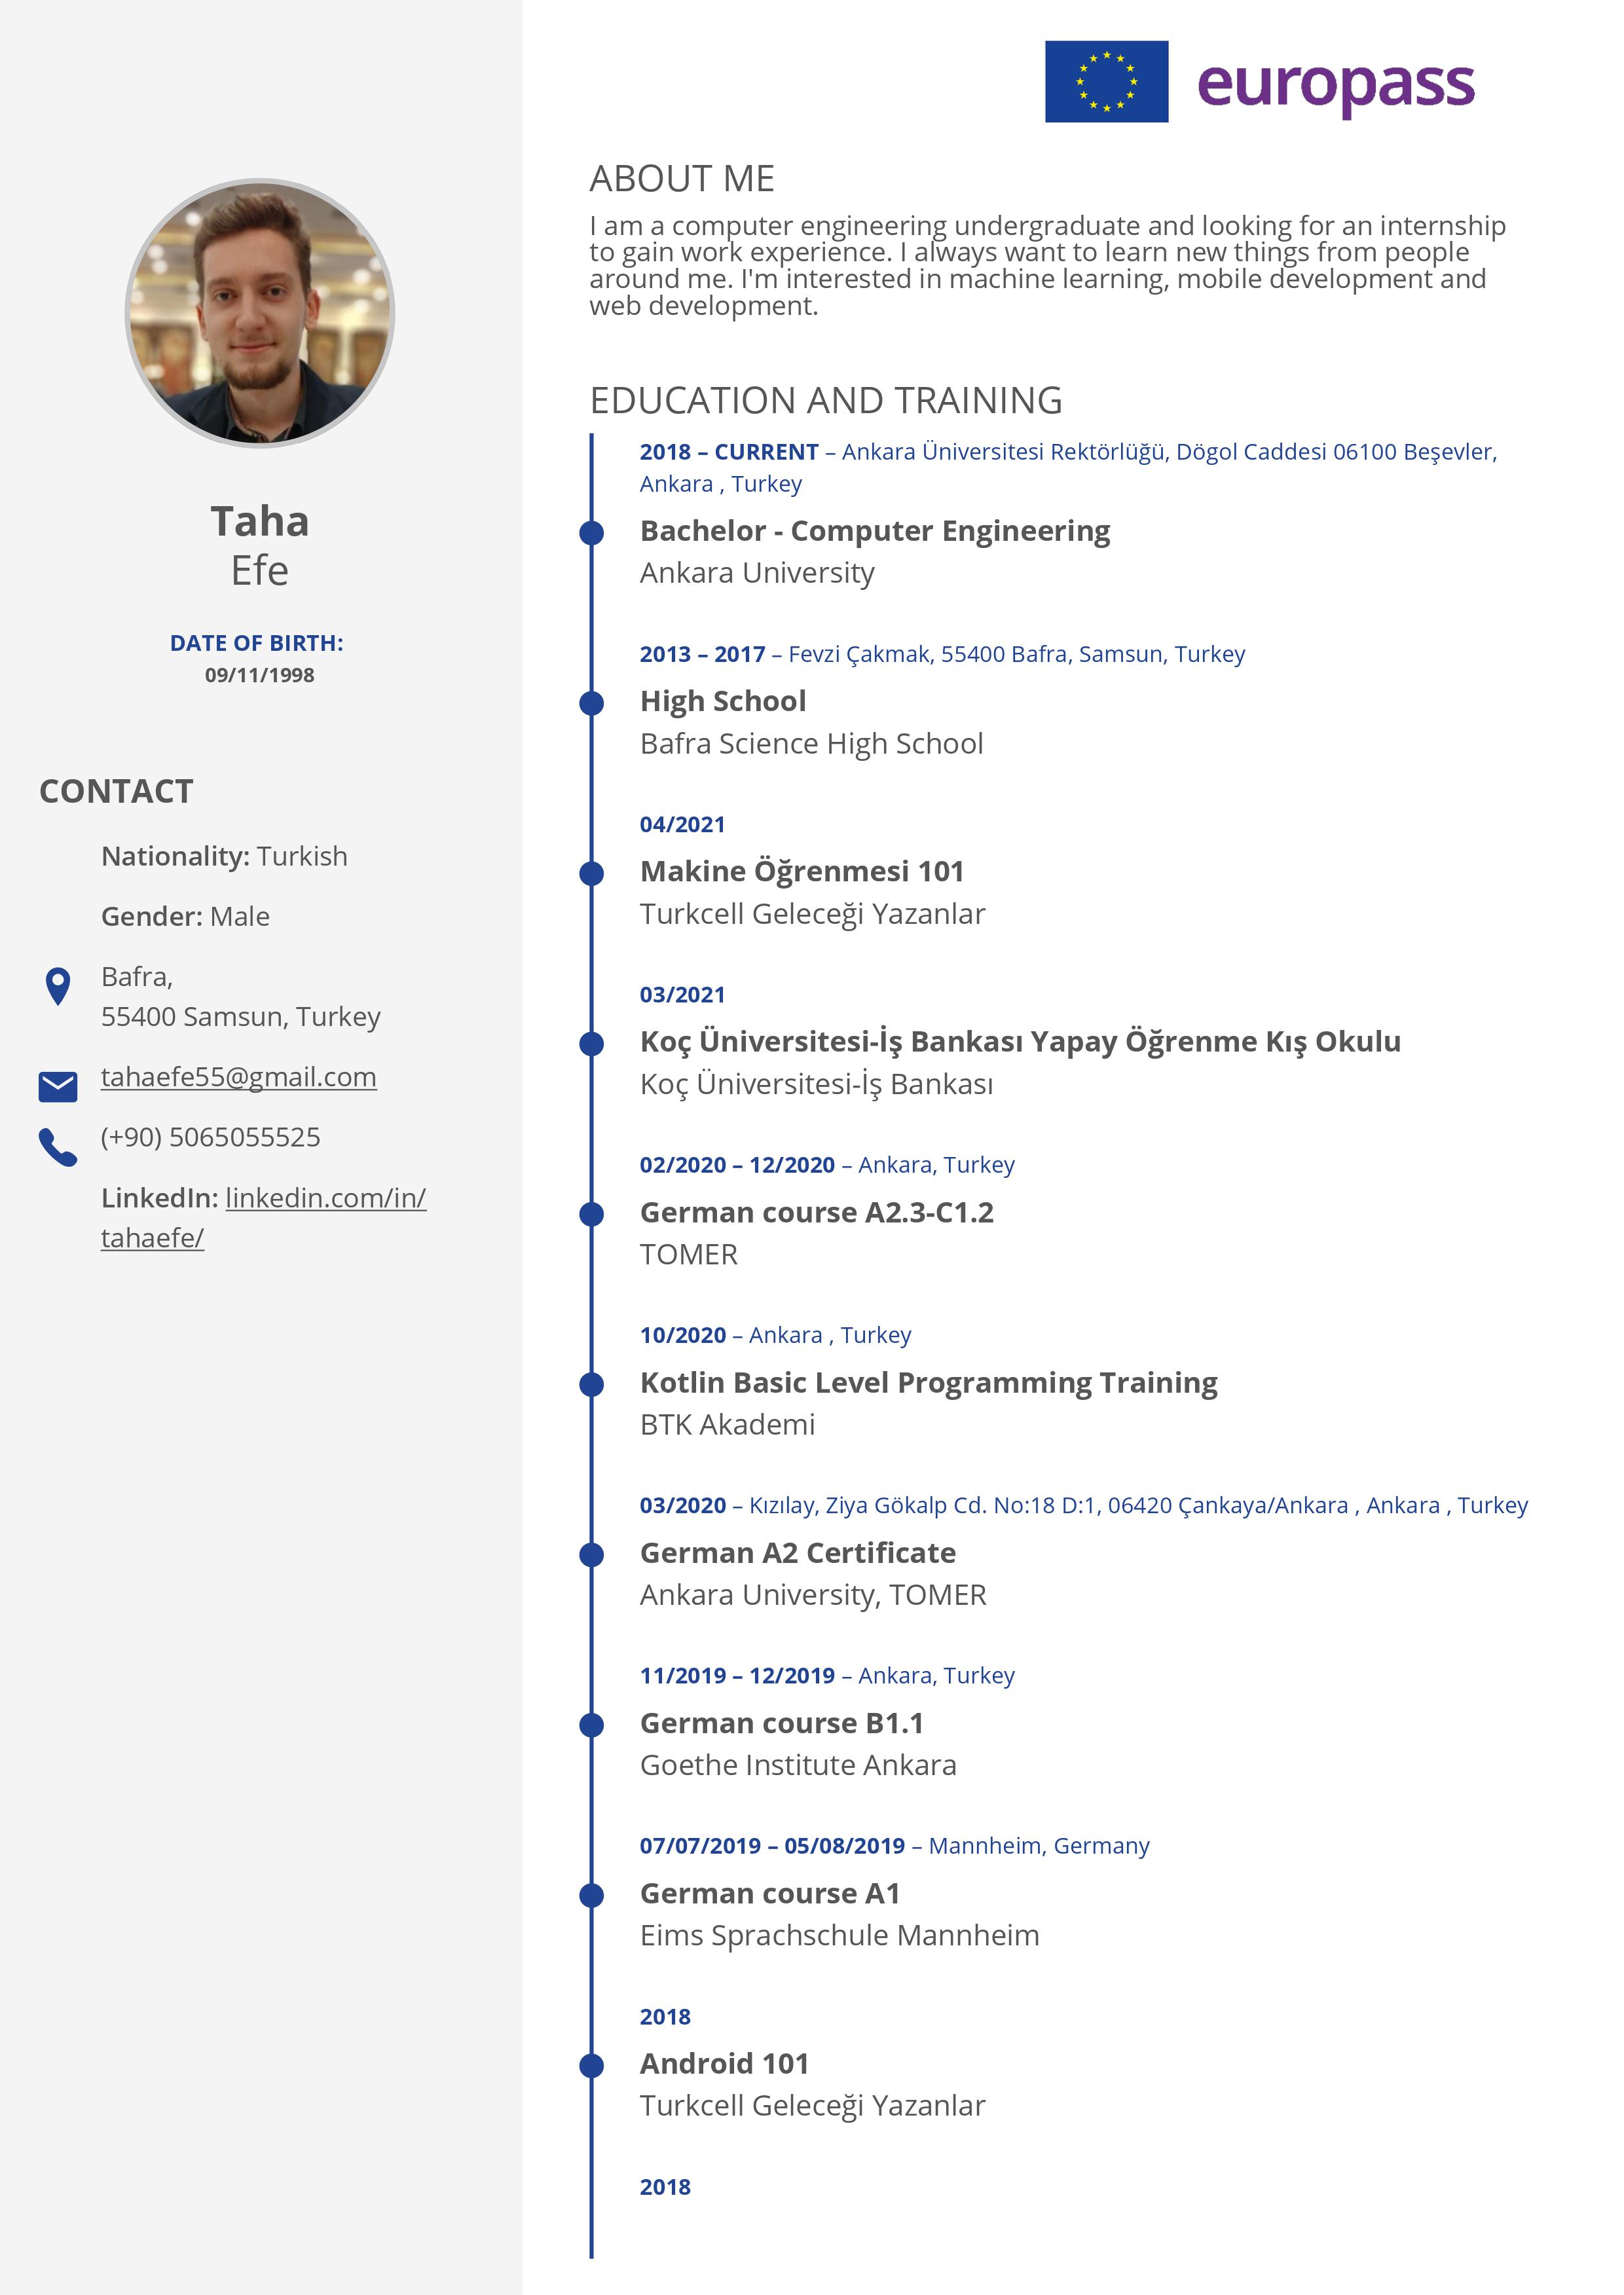 europass
Taha
Efe
DATE OF BIRTH:
09/11/1998
CONTACT
Nationality: Turkish
Gender: Male
Bafra,
55400 Samsun, Turkey
tahaefe55@gmail.com
(+90) 5065055525
LinkedIn: linkedin.com/in/
tahaefe/
ABOUT ME
I am a computer engineering undergraduate and looking for an internship
to gain work experience. I always want to learn new things from people
around me. I'm interested in machine learning, mobile development and
web development.
EDUCATION AND TRAINING
2018 – CURRENT – Ankara Üniversitesi Rektörlüğü, Dögol Caddesi 06100 Beşevler,
Ankara , Turkey
Bachelor - Computer Engineering
Ankara University
2013 – 2017 – Fevzi Çakmak, 55400 Bafra, Samsun, Turkey
High School
Bafra Science High School
04/2021
Makine Öğrenmesi 101
Turkcell Geleceği Yazanlar
03/2021
Koç Üniversitesi-İş Bankası Yapay Öğrenme Kış Okulu
Koç Üniversitesi-İş Bankası
02/2020 – 12/2020 – Ankara, Turkey
German course A2.3-C1.2
TOMER
10/2020 – Ankara , Turkey
Kotlin Basic Level Programming Training
BTK Akademi
03/2020 – Kızılay, Ziya Gökalp Cd. No:18 D:1, 06420 Çankaya/Ankara , Ankara , Turkey
German A2 Certificate
Ankara University, TOMER
11/2019 – 12/2019 – Ankara, Turkey
German course B1.1
Goethe Institute Ankara
07/07/2019 – 05/08/2019 – Mannheim, Germany
German course A1
Eims Sprachschule Mannheim
2018
Android 101
Turkcell Geleceği Yazanlar
2018